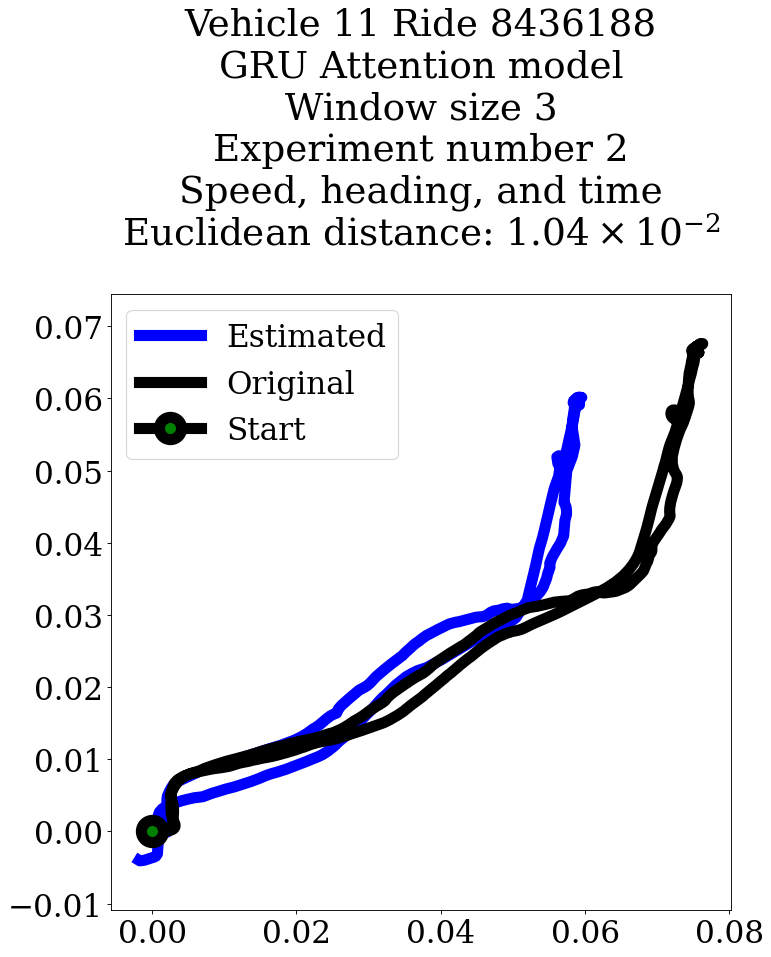 Vehicle 11 Ride 8436188
GRU Attention model
Window size 3
Experiment number 2
Speed, heading, and time
Euclidean distance: 1.04 × 10⁻²
Estimated
Original
Start
0.07
0.06
0.05
0.04
0.03
0.02
0.01
0.00
−0.01
0.00 0.02 0.04 0.06 0.08